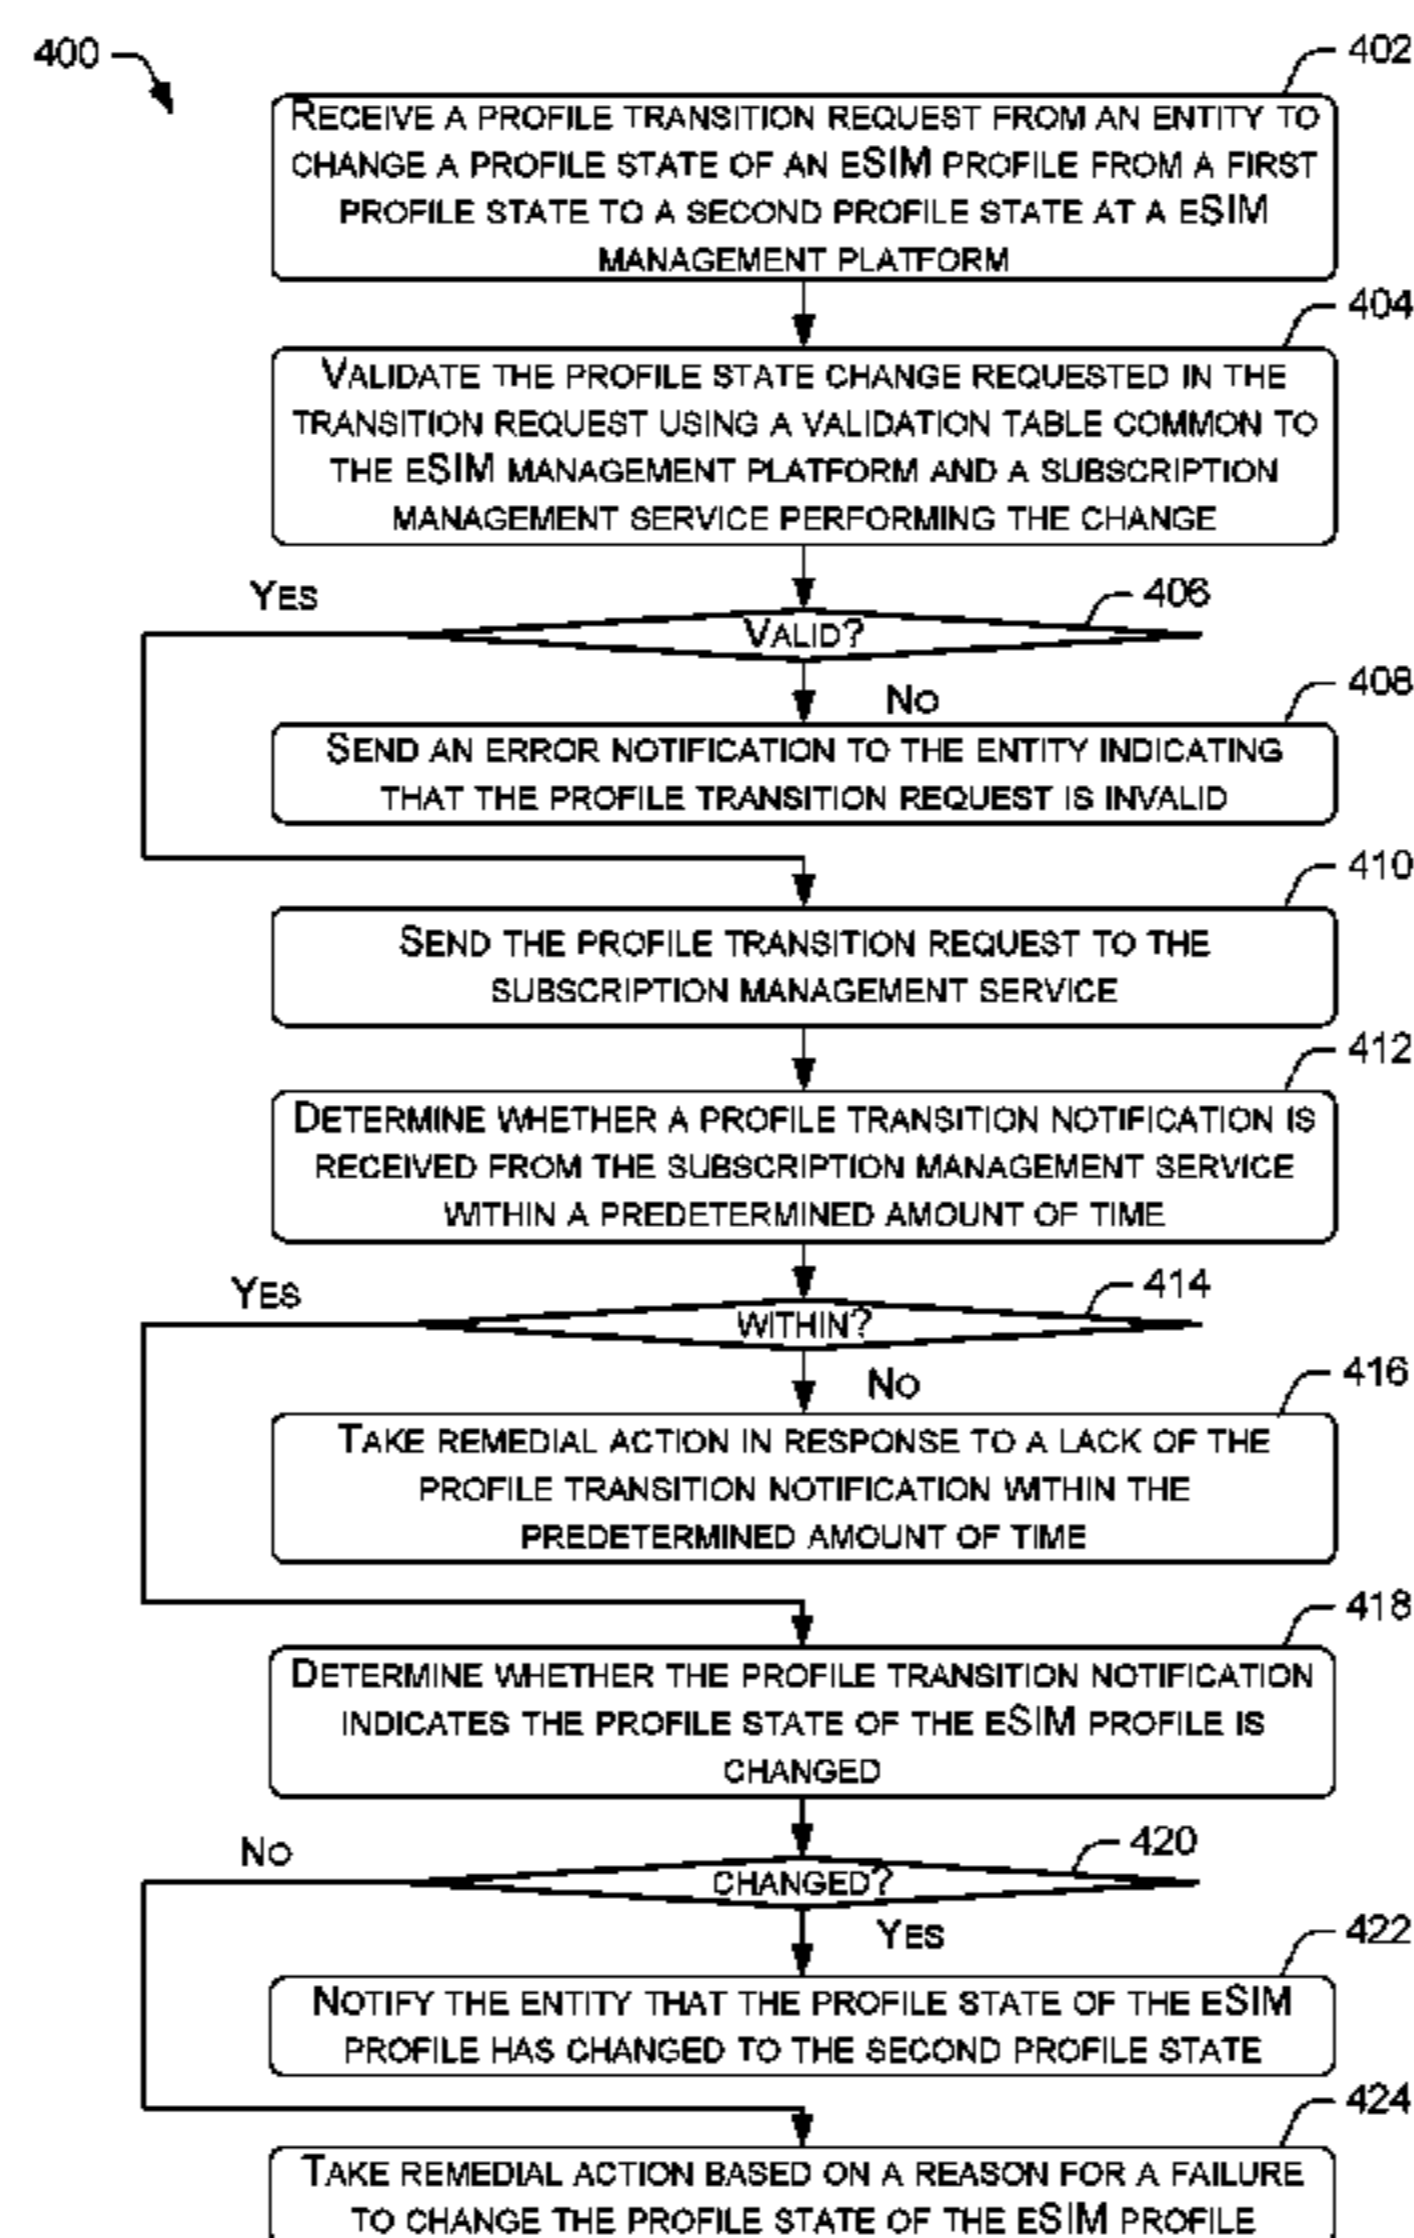 400
402
RECEIVE A PROFILE TRANSITION REQUEST FROM AN ENTITY TO
CHANGE A PROFILE STATE OF AN eSIM PROFILE FROM A FIRST
PROFILE STATE TO A SECOND PROFILE STATE AT A eSIM
MANAGEMENT PLATFORM
404
VALIDATE THE PROFILE STATE CHANGE REQUESTED IN THE
TRANSITION REQUEST USING A VALIDATION TABLE COMMON TO
THE eSIM MANAGEMENT PLATFORM AND A SUBSCRIPTION
MANAGEMENT SERVICE PERFORMING THE CHANGE
YES
406
VALID?
NO
408
SEND AN ERROR NOTIFICATION TO THE ENTITY INDICATING
THAT THE PROFILE TRANSITION REQUEST IS INVALID
410
SEND THE PROFILE TRANSITION REQUEST TO THE
SUBSCRIPTION MANAGEMENT SERVICE
412
DETERMINE WHETHER A PROFILE TRANSITION NOTIFICATION IS
RECEIVED FROM THE SUBSCRIPTION MANAGEMENT SERVICE
WITHIN A PREDETERMINED AMOUNT OF TIME
YES
414
WITHIN?
NO
416
TAKE REMEDIAL ACTION IN RESPONSE TO A LACK OF THE
PROFILE TRANSITION NOTIFICATION WITHIN THE
PREDETERMINED AMOUNT OF TIME
418
DETERMINE WHETHER THE PROFILE TRANSITION NOTIFICATION
INDICATES THE PROFILE STATE OF THE eSIM PROFILE IS
CHANGED
NO
420
CHANGED?
YES
422
NOTIFY THE ENTITY THAT THE PROFILE STATE OF THE eSIM
PROFILE HAS CHANGED TO THE SECOND PROFILE STATE
424
TAKE REMEDIAL ACTION BASED ON A REASON FOR A FAILURE
TO CHANGE THE PROFILE STATE OF THE eSIM PROFILE